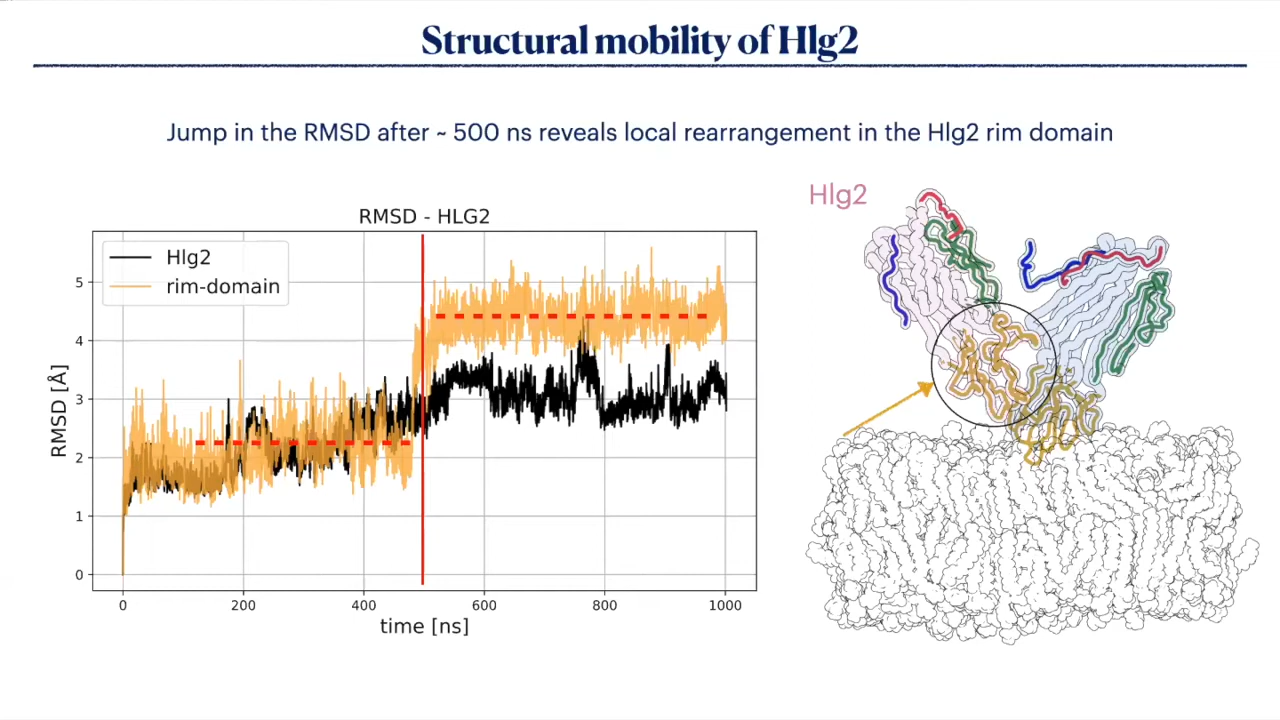 Structural mobility of Hlg2
Jump in the RMSD after ~ 500 ns reveals local rearrangement in the Hlg2 rim domain
RMSD - HLG2
Hlg2
rim-domain
5
4
3
2
1
0
RMSD [Å]
0 200 400 600 800 1000
time [ns]
Hlg2